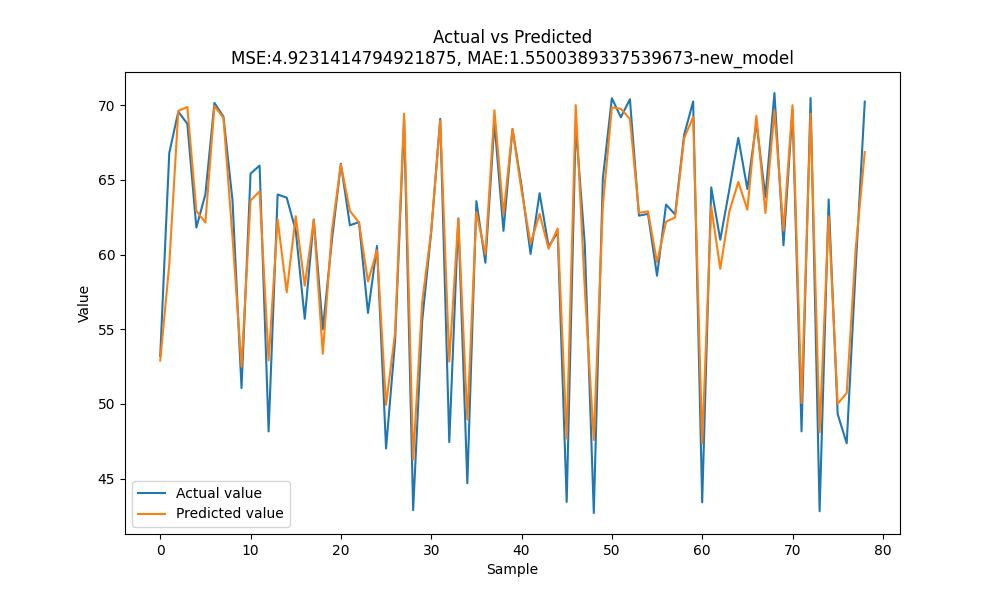 Actual vs Predicted
MSE:4.9231414794921875, MAE:1.5500389337539673-new_model
Value
70
65
60
55
50
45
Actual value
Predicted value
0 10 20 30 40 50 60 70 80
Sample